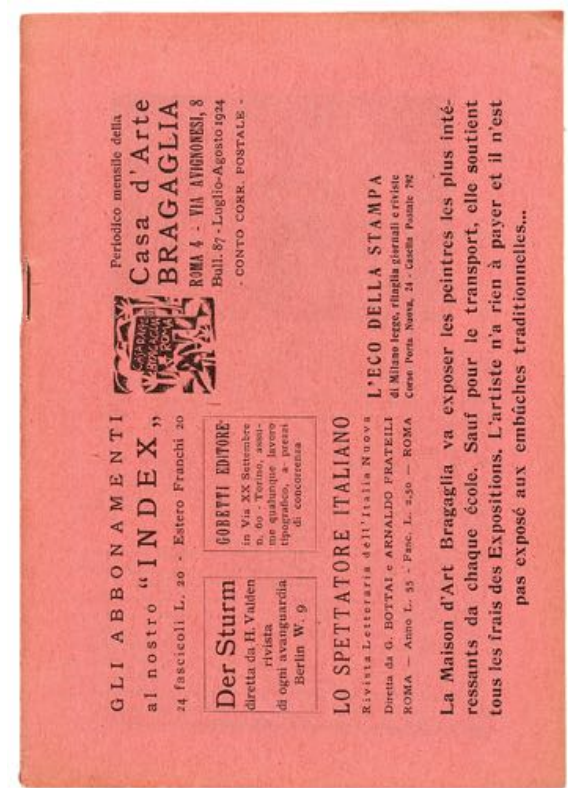 GLI ABBONAMENTI
al nostro “INDEX„
24 fascicoli L. 20 - Estero Franchi 20
CASA D'ARTE
BRAGAGLIA
ROMA
Periodico mensile della
Casa d'Arte
BRAGAGLIA
ROMA 4 - VIA AVIGNONESI, 8
Bull. 87 - Luglio-Agosto 1924
- CONTO CORR. POSTALE -
Der Sturm
diretta da H. Valden
rivista
di ogni avanguardia
Berlin W. 9
GOBETTI EDITORE
in Via XX Settembre
n. 60 - Torino, assu-
me qualunque lavoro
tipografico, a prezzi
di concorrenza
LO SPETTATORE ITALIANO
Rivista Letteraria dell'Italia Nuova
Diretta da G. BOTTAI e ARNALDO FRATEILI
ROMA — Anno L. 55 - Fasc. L. 2,50 — ROMA
L'ECO DELLA STAMPA
di Milano legge, ritaglia giornali e riviste
Corso Porta Nuova, 24 - Casella Postale 792
La Maison d'Art Bragaglia va exposer les peintres les plus inté-
ressants da chaque école. Sauf pour le transport, elle soutient
tous les frais des Expositions. L'artiste n'a rien à payer et il n'est
pas exposé aux embûches traditionnelles...